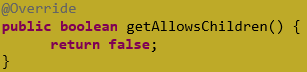 @Override
public boolean getAllowsChildren() {
      return false;
}